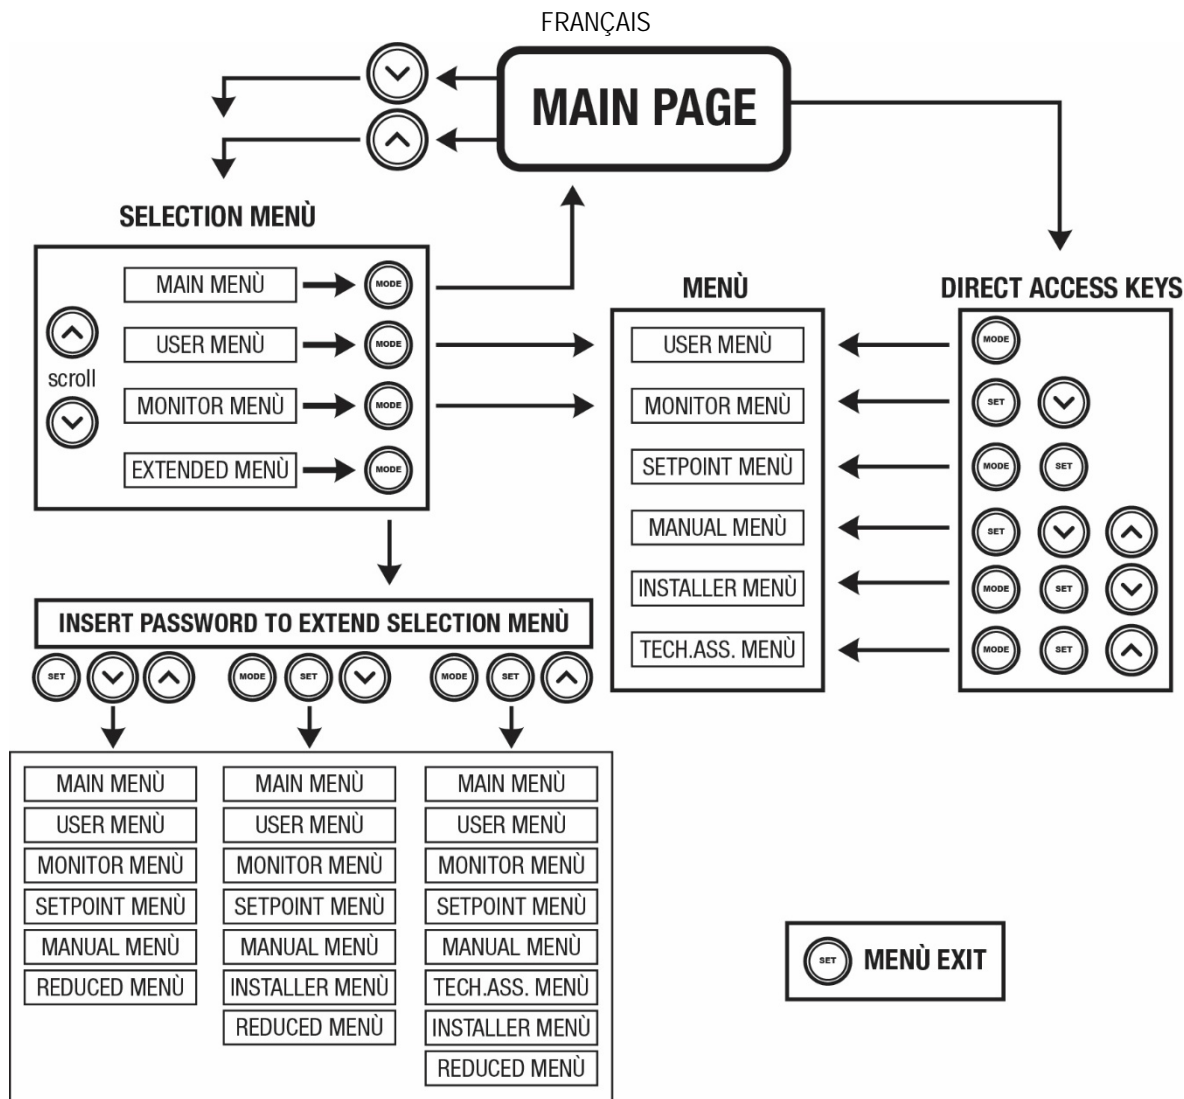 FRANÇAIS
MAIN PAGE
SELECTION MENÙ
MAIN MENÙ MODE
USER MENÙ MODE
scroll
MONITOR MENÙ MODE
EXTENDED MENÙ MODE
MENÙ
USER MENÙ
MONITOR MENÙ
SETPOINT MENÙ
MANUAL MENÙ
INSTALLER MENÙ
TECH.ASS. MENÙ
DIRECT ACCESS KEYS
MODE
SET
MODE SET
SET
MODE SET
MODE SET
INSERT PASSWORD TO EXTEND SELECTION MENÙ
SET
MODE SET
MODE SET
MAIN MENÙ
USER MENÙ
MONITOR MENÙ
SETPOINT MENÙ
MANUAL MENÙ
REDUCED MENÙ
MAIN MENÙ
USER MENÙ
MONITOR MENÙ
SETPOINT MENÙ
MANUAL MENÙ
INSTALLER MENÙ
REDUCED MENÙ
MAIN MENÙ
USER MENÙ
MONITOR MENÙ
SETPOINT MENÙ
MANUAL MENÙ
TECH.ASS. MENÙ
INSTALLER MENÙ
REDUCED MENÙ
SET MENÙ EXIT